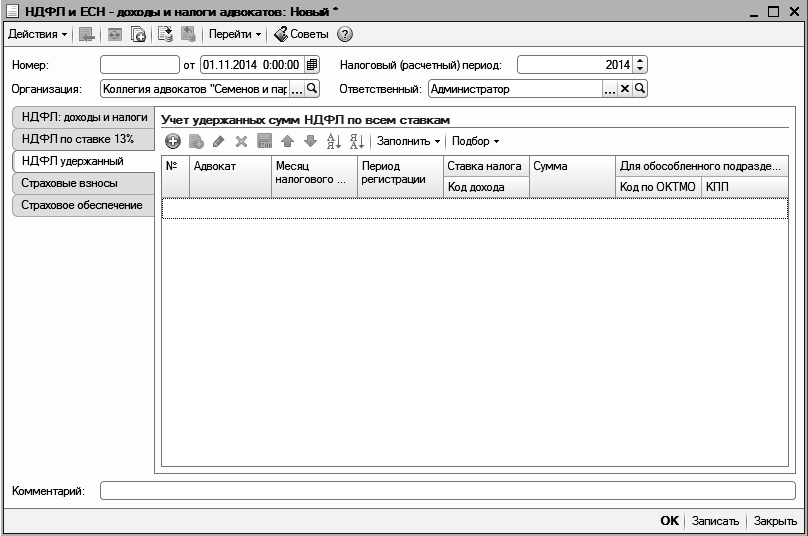 НДФЛ и ЕСН - доходы и налоги адвокатов: Новый *
Действия Перейти Советы
Номер: от 01.11.2014 0:00:00 Налоговый (расчетный) период: 2014
Организация: Коллегия адвокатов "Семенов и пар ... Ответственный: Администратор ...
НДФЛ: доходы и налоги
НДФЛ по ставке 13%
НДФЛ удержанный
Страховые взносы
Страховое обеспечение
Учет удержанных сумм НДФЛ по всем ставкам
Заполнить Подбор
№ Адвокат Месяц налогового ... Период регистрации Ставка налога Сумма Для обособленного подразде...
Код дохода Код по ОКТМО КПП
Комментарий:
OK Записать Закрыть